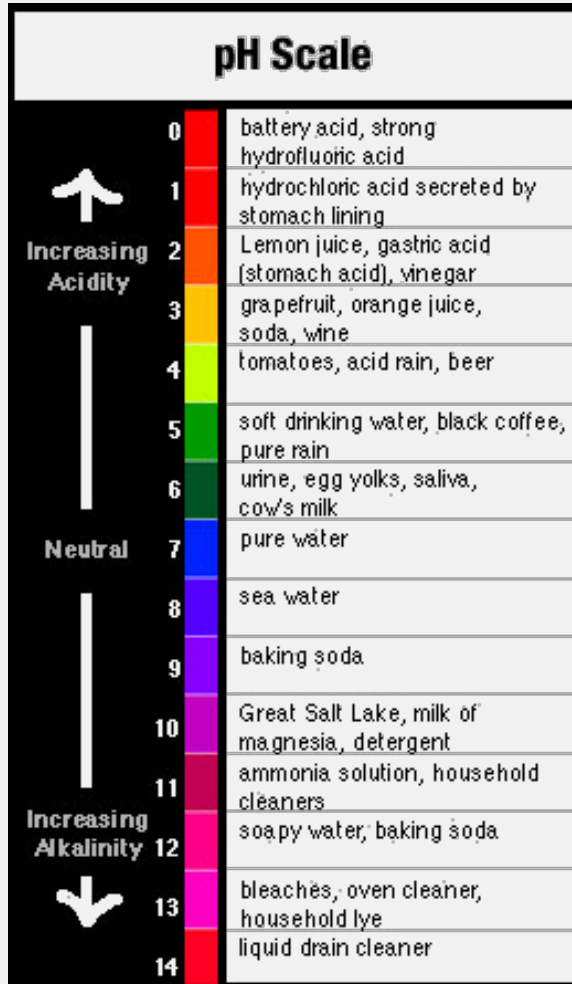 pH Scale
0 battery acid, strong
hydrofluoric acid
1 hydrochloric acid secreted by
stomach lining
Increasing
Acidity
2 Lemon juice, gastric acid
(stomach acid), vinegar
3 grapefruit, orange juice,
soda, wine
4 tomatoes, acid rain, beer
5 soft drinking water, black coffee,
pure rain
6 urine, egg yolks, saliva,
cow's milk
Neutral
7 pure water
8 sea water
9 baking soda
10 Great Salt Lake, milk of
magnesia, detergent
11 ammonia solution, household
cleaners
Increasing
Alkalinity
12 soapy water, baking soda
13 bleaches, oven cleaner,
household lye
14 liquid drain cleaner